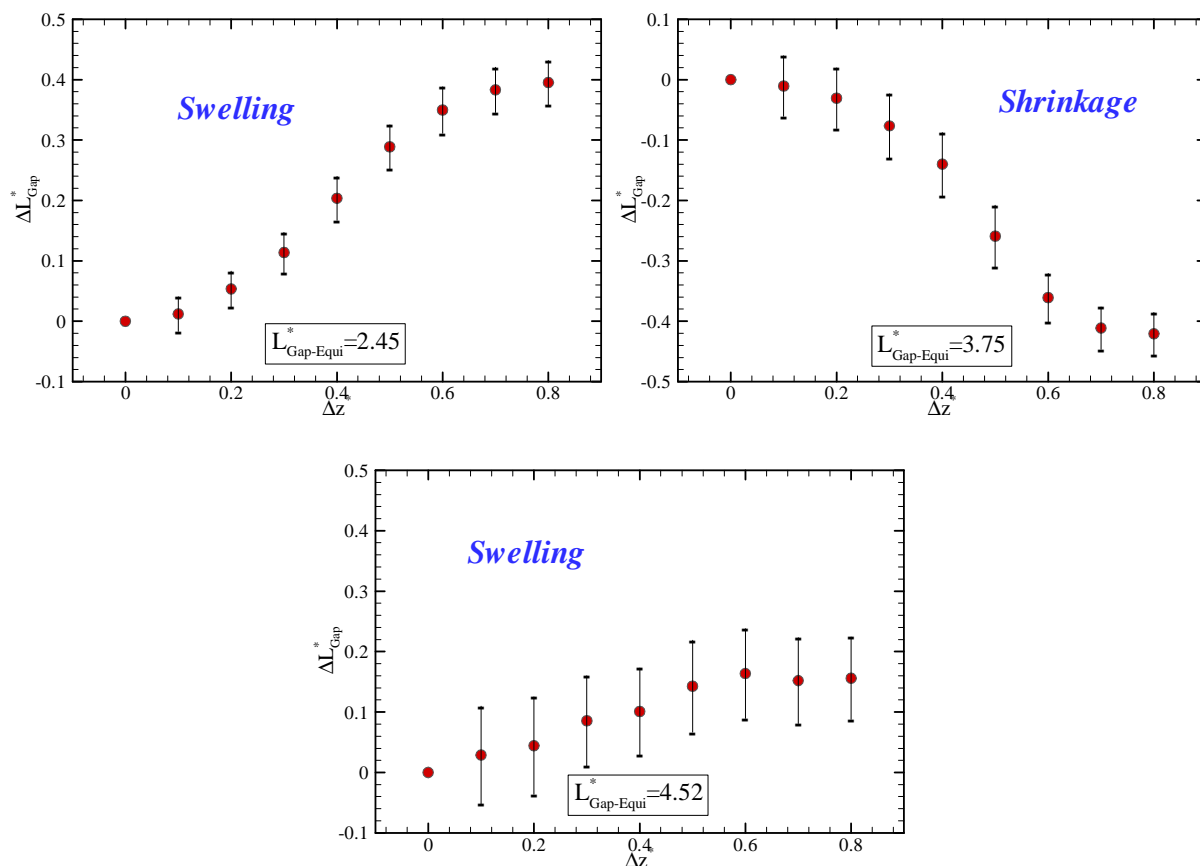 0.5
0.4
0.3
0.2
0.1
0
-0.1
ΔL*Gap
Swelling
L*Gap-Equi=2.45
0 0.2 0.4 0.6 0.8
Δz*
0.1
0
-0.1
-0.2
-0.3
-0.4
-0.5
ΔL*Gap
Shrinkage
L*Gap-Equi=3.75
0 0.2 0.4 0.6 0.8
Δz*
0.5
0.4
0.3
0.2
0.1
0
-0.1
ΔL*Gap
Swelling
L*Gap-Equi=4.52
0 0.2 0.4 0.6 0.8
Δz*